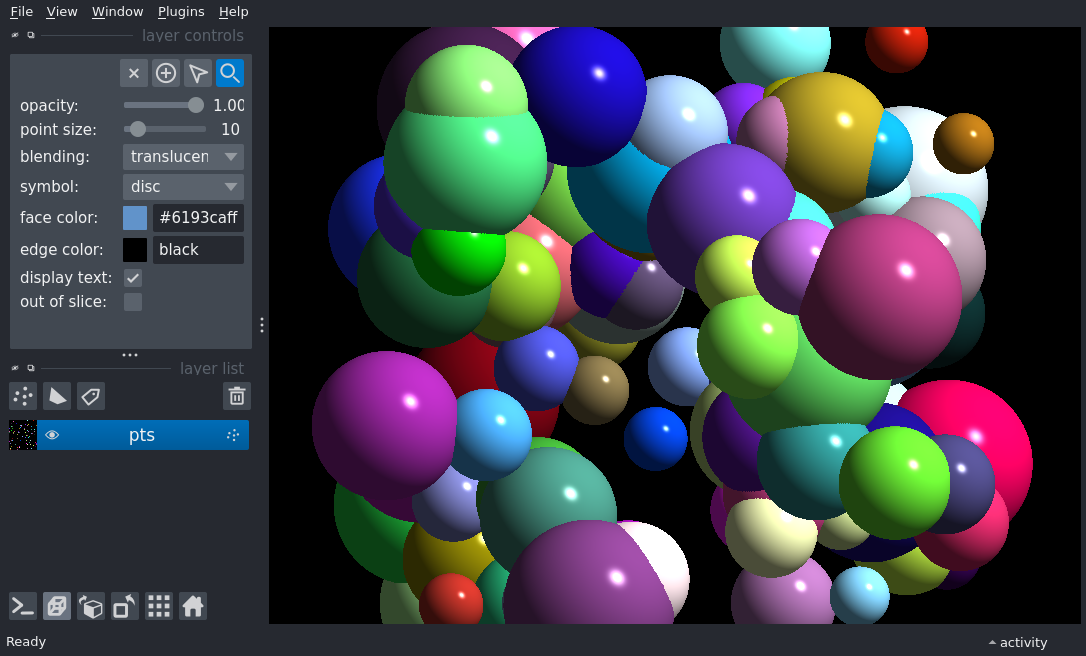 File View Window Plugins Help
layer controls
opacity: 1.00
point size: 10
blending: translucen
symbol: disc
face color: #6193caff
edge color: black
display text:
out of slice:
layer list
pts
Ready
activity